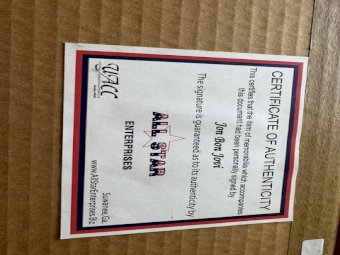 CERTIFICATE OF AUTHENTICITY
This certifies that the item of memorabilia which accompanies
this document had been personally signed by
Jon Bon Jovi
The signature is guaranteed as to its authenticity by
ALL STAR
ENTERPRISES
UACC
Suwanee, Ga.
www.AllStarEnterprises.Biz